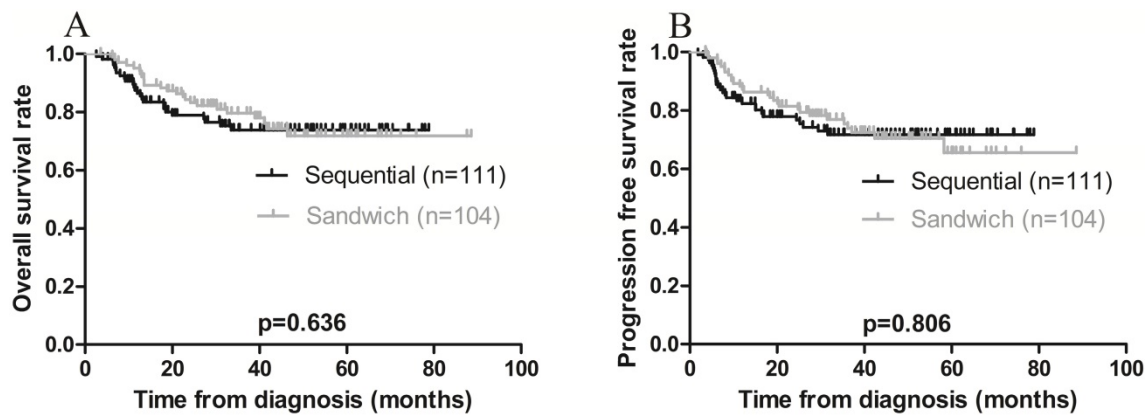 A
Overall survival rate
1.0
0.8
0.6
0.4
0.2
0.0
Sequential (n=111)
Sandwich (n=104)
p=0.636
0 20 40 60 80 100
Time from diagnosis (months)
B
Progression free survival rate
1.0
0.8
0.6
0.4
0.2
0.0
Sequential (n=111)
Sandwich (n=104)
p=0.806
0 20 40 60 80 100
Time from diagnosis (months)